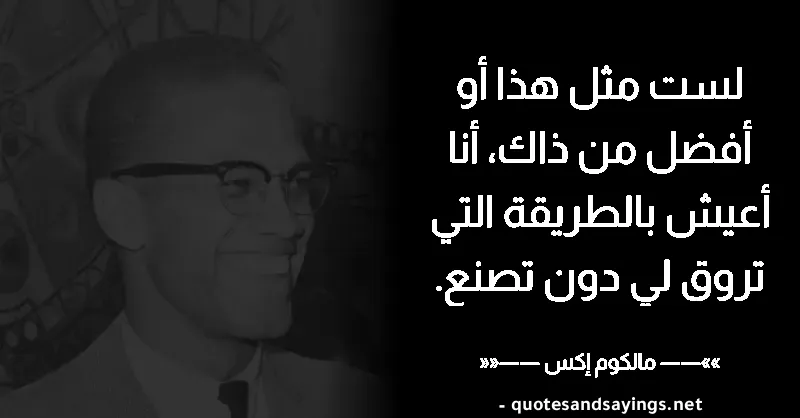 لست مثل هذا أو
أفضل من ذاك، أنا
أعيش بالطريقة التي
تروق لي دون تصنع.
»—— مالكوم إكس ——»«
- quotesandsayings.net